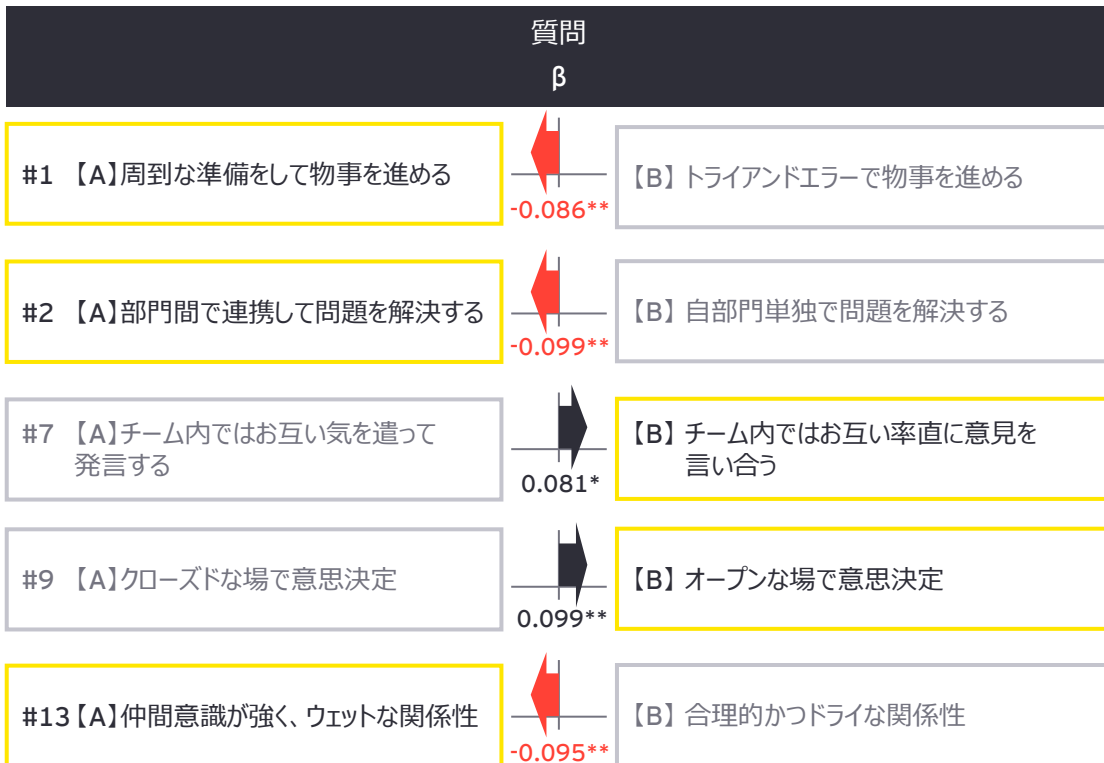 質問
β
#1 【A】周到な準備をして物事を進める
-0.086**
【B】トライアンドエラーで物事を進める
#2 【A】部門間で連携して問題を解決する
-0.099**
【B】自部門単独で問題を解決する
#7 【A】チーム内ではお互い気を遣って
発言する
0.081*
【B】チーム内ではお互い率直に意見を
言い合う
#9 【A】クローズドな場で意思決定
0.099**
【B】オープンな場で意思決定
#13【A】仲間意識が強く、ウェットな関係性
-0.095**
【B】合理的かつドライな関係性